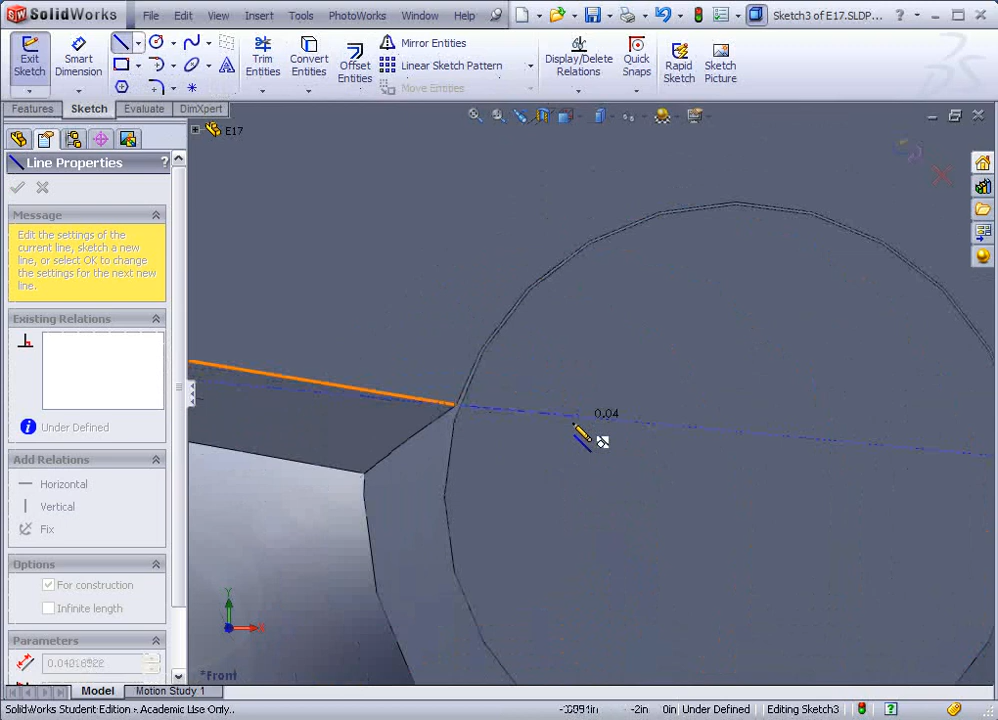 SolidWorks File Edit View Insert Tools PhotoWorks Window Help Sketch3 of E17.SLDP...
Exit Sketch
Smart Dimension
Trim Entities
Convert Entities
Offset Entities
Mirror Entities
Linear Sketch Pattern
Move Entities
Display/Delete Relations
Quick Snaps
Rapid Sketch
Sketch Picture
Features Sketch Evaluate DimXpert
E17
Line Properties ?
Message
Edit the settings of the
current line, sketch a new
line, or select OK to change
the settings for the next new
line.
Existing Relations
Under Defined
Add Relations
Horizontal
Vertical
Fix
Options
For construction
Infinite length
Parameters
0.04016922
0.04
Y
X
*Front
Model Motion Study 1
SolidWorks Student Edition - Academic Use Only.. -2in 0in Under Defined Editing Sketch3